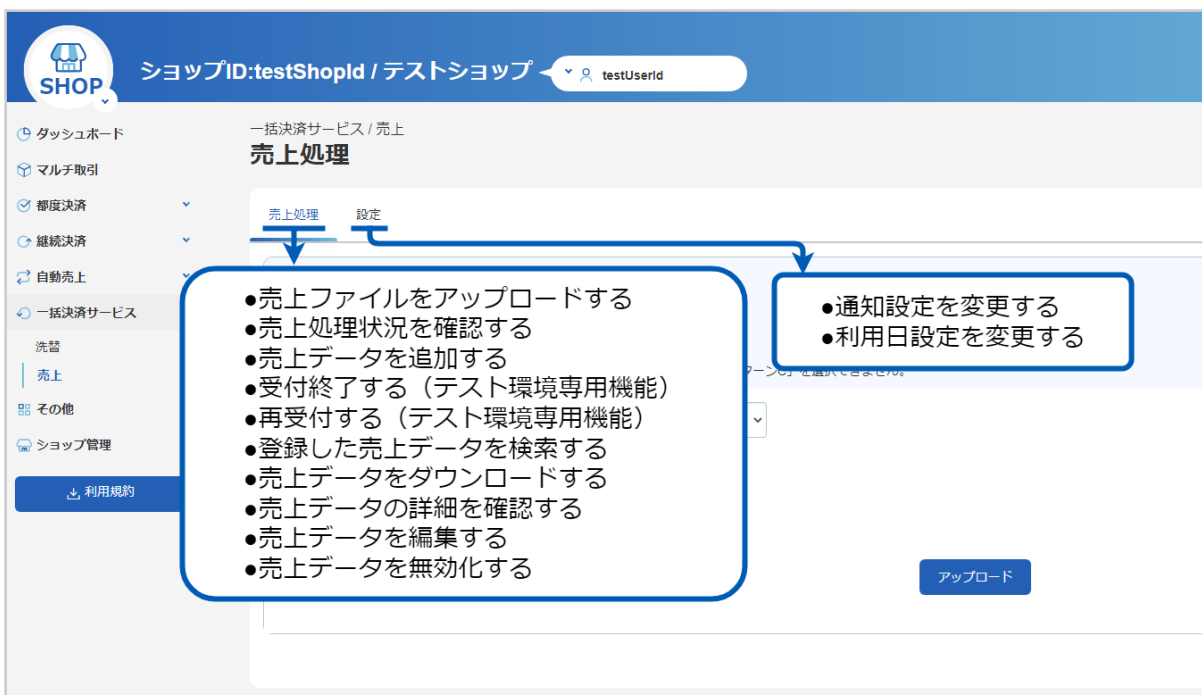 SHOP
ショップID:testShopId / テストショップ
testUserId
ダッシュボード
マルチ取引
都度決済
継続決済
自動売上
一括決済サービス
洗替
売上
その他
ショップ管理
利用規約
一括決済サービス / 売上
売上処理
売上処理
設定
●売上ファイルをアップロードする
●売上処理状況を確認する
●売上データを追加する
●受付終了する（テスト環境専用機能）
●再受付する（テスト環境専用機能）
●登録した売上データを検索する
●売上データをダウンロードする
●売上データの詳細を確認する
●売上データを編集する
●売上データを無効化する
●通知設定を変更する
●利用日設定を変更する
を選択できません。
アップロード